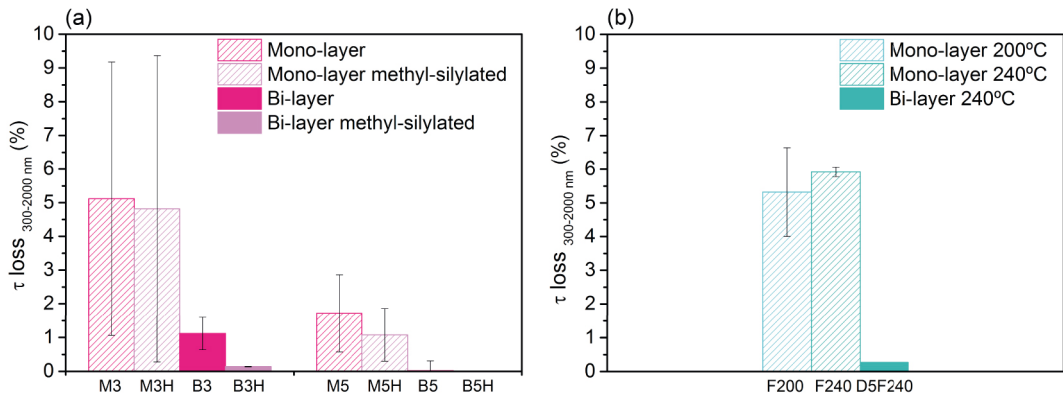 (a)
10
9
8
7
6
5
4
3
2
1
0
τ loss 300-2000 nm (%)
Mono-layer
Mono-layer methyl-silylated
Bi-layer
Bi-layer methyl-silylated
M3 M3H B3 B3H M5 M5H B5 B5H
(b)
10
9
8
7
6
5
4
3
2
1
0
τ loss 300-2000 nm (%)
Mono-layer 200ºC
Mono-layer 240ºC
Bi-layer 240ºC
F200 F240 D5F240